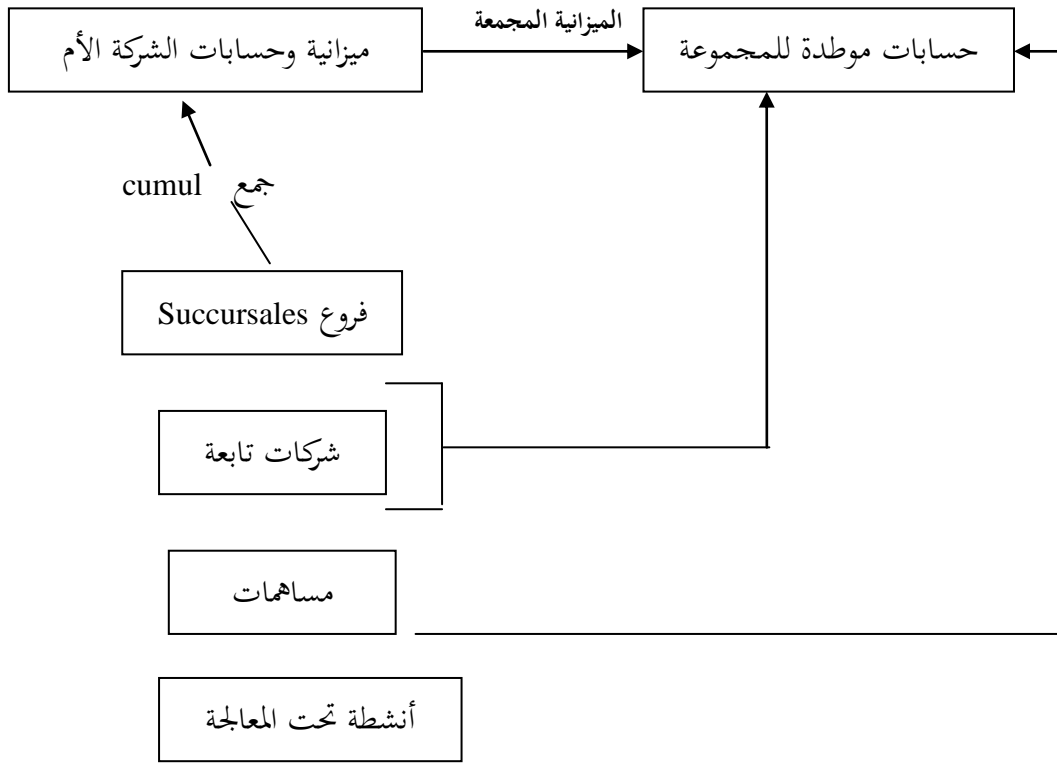 الميزانية المجمعة
حسابات موطدة للمجموعة
ميزانية وحسابات الشركة الأم
جمع cumul
فروع Succursales
شركات تابعة
مساهمات
أنشطة تحت المعالجة